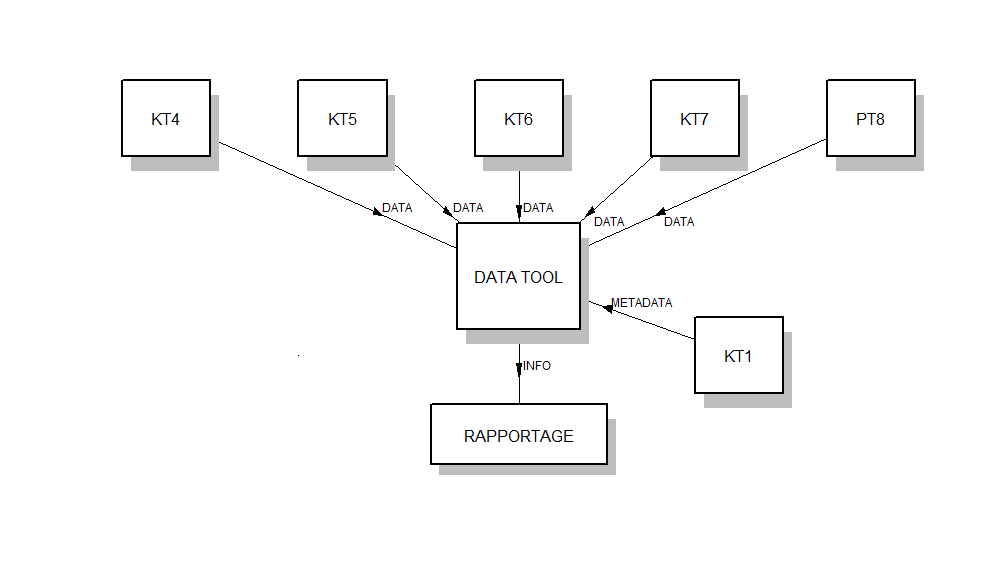 KT4
KT5
KT6
KT7
PT8
DATA
DATA
DATA
DATA
DATA
DATA TOOL
METADATA
KT1
INFO
RAPPORTAGE